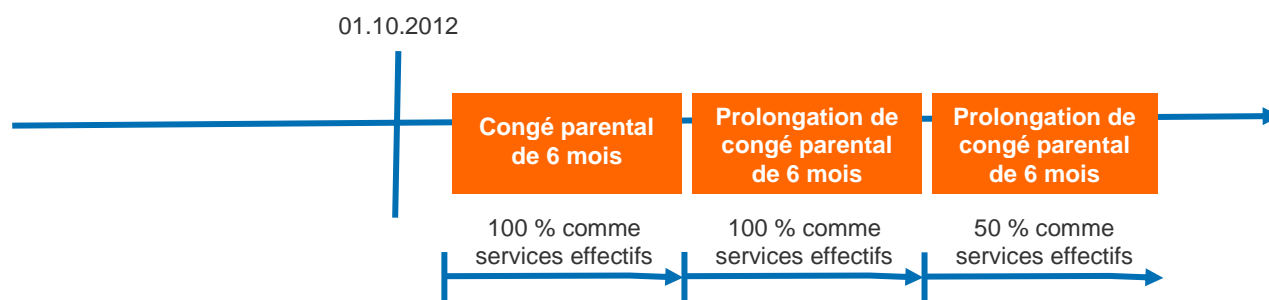 01.10.2012
Congé parental
de 6 mois
Prolongation de
congé parental
de 6 mois
Prolongation de
congé parental
de 6 mois
100 % comme
services effectifs
100 % comme
services effectifs
50 % comme
services effectifs